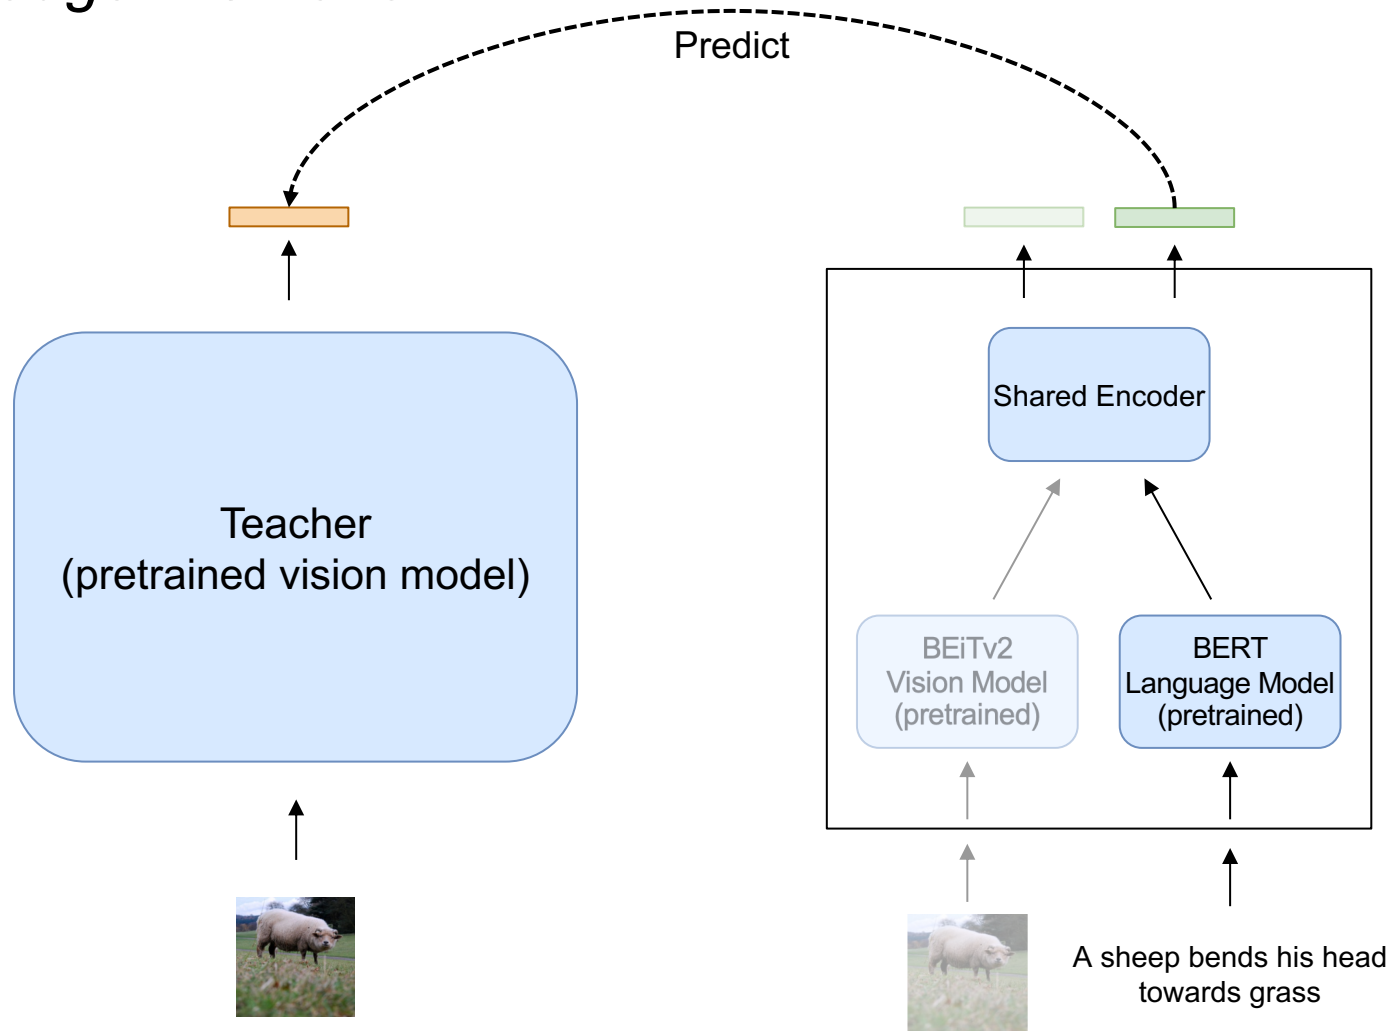 Predict
Teacher
(pretrained vision model)
Shared Encoder
BEiTv2
Vision Model
(pretrained)
BERT
Language Model
(pretrained)
A sheep bends his head
towards grass